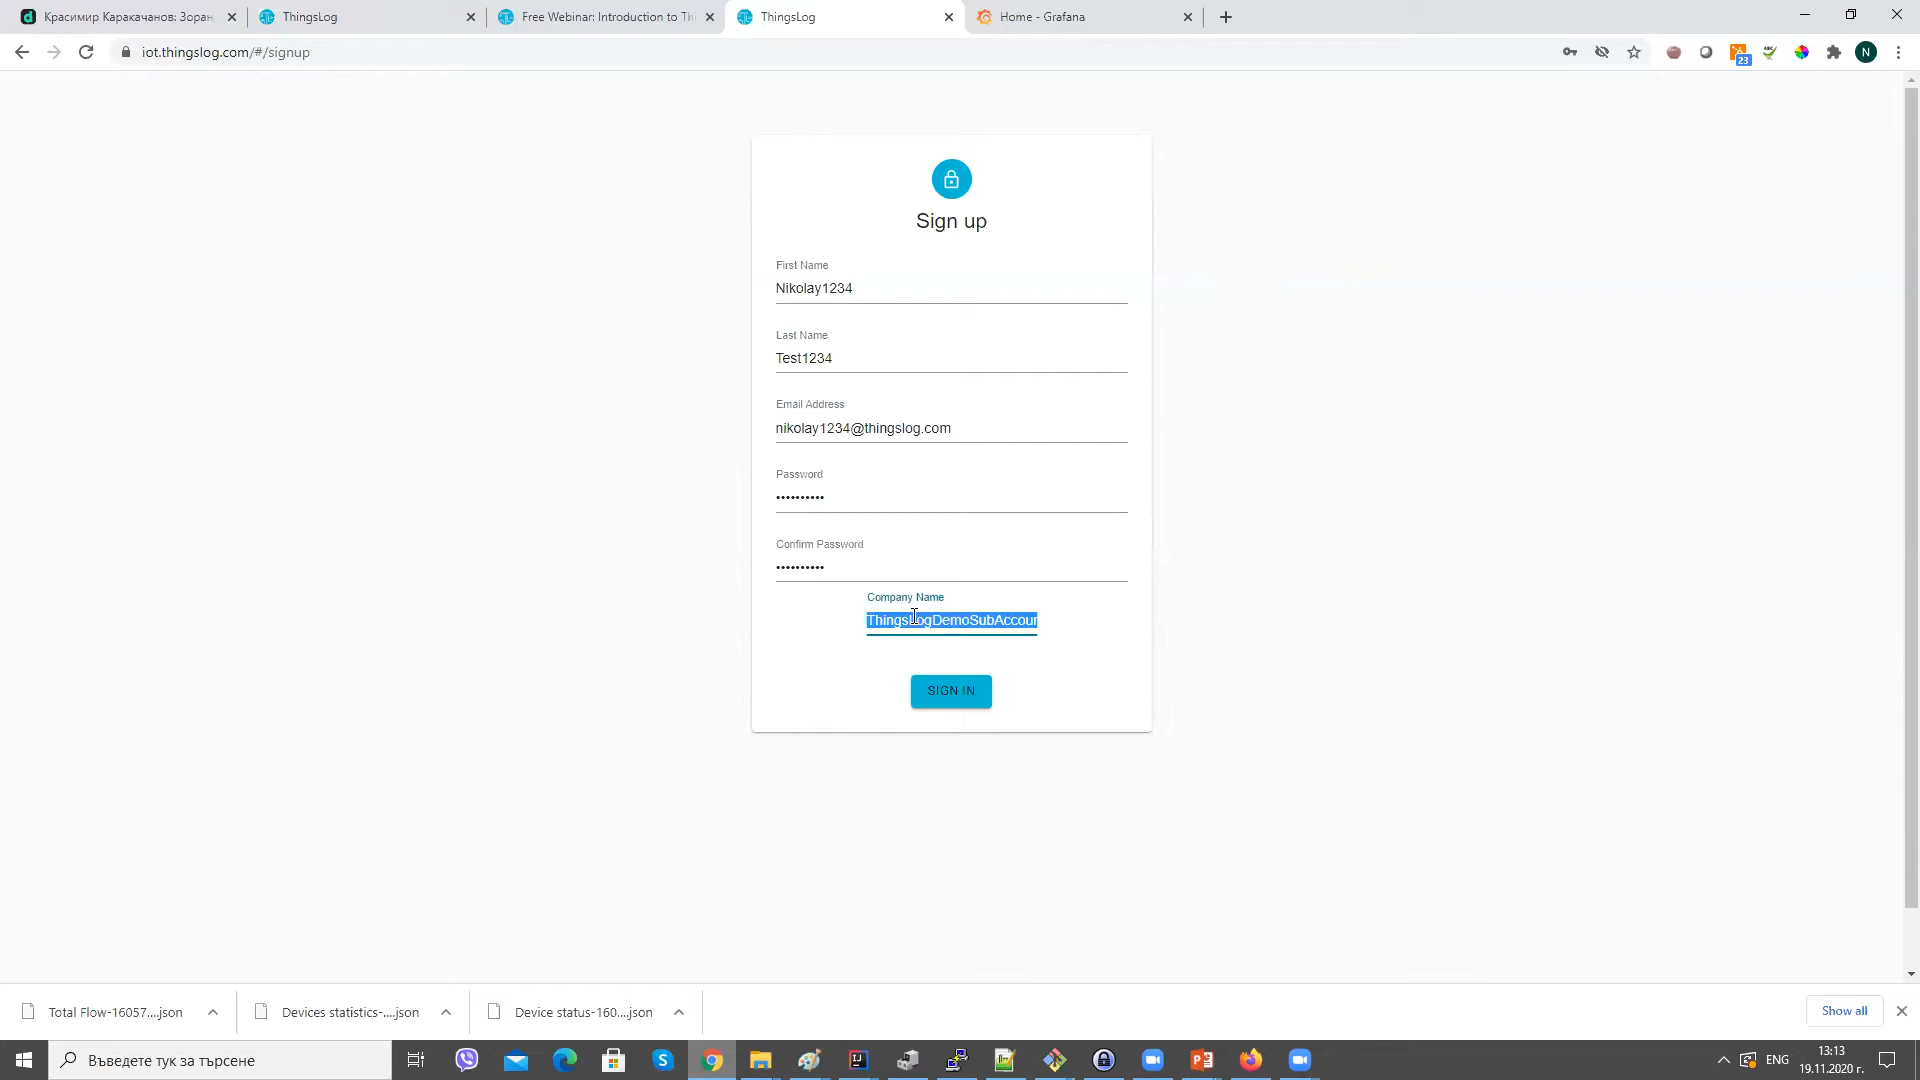 Красимир Каракачанов: Зоран
ThingsLog
Free Webinar: Introduction to Thi
ThingsLog
Home - Grafana
iot.thingslog.com/#/signup
23
N
Sign up
First Name
Nikolay1234
Last Name
Test1234
Email Address
nikolay1234@thingslog.com
Password
••••••••••
Confirm Password
••••••••••
Company Name
ThingsLogDemoSubAccour
SIGN IN
Total Flow-16057....json
Devices statistics-....json
Device status-160....json
Show all
Въведете тук за търсене
ENG
13:13
19.11.2020 г.